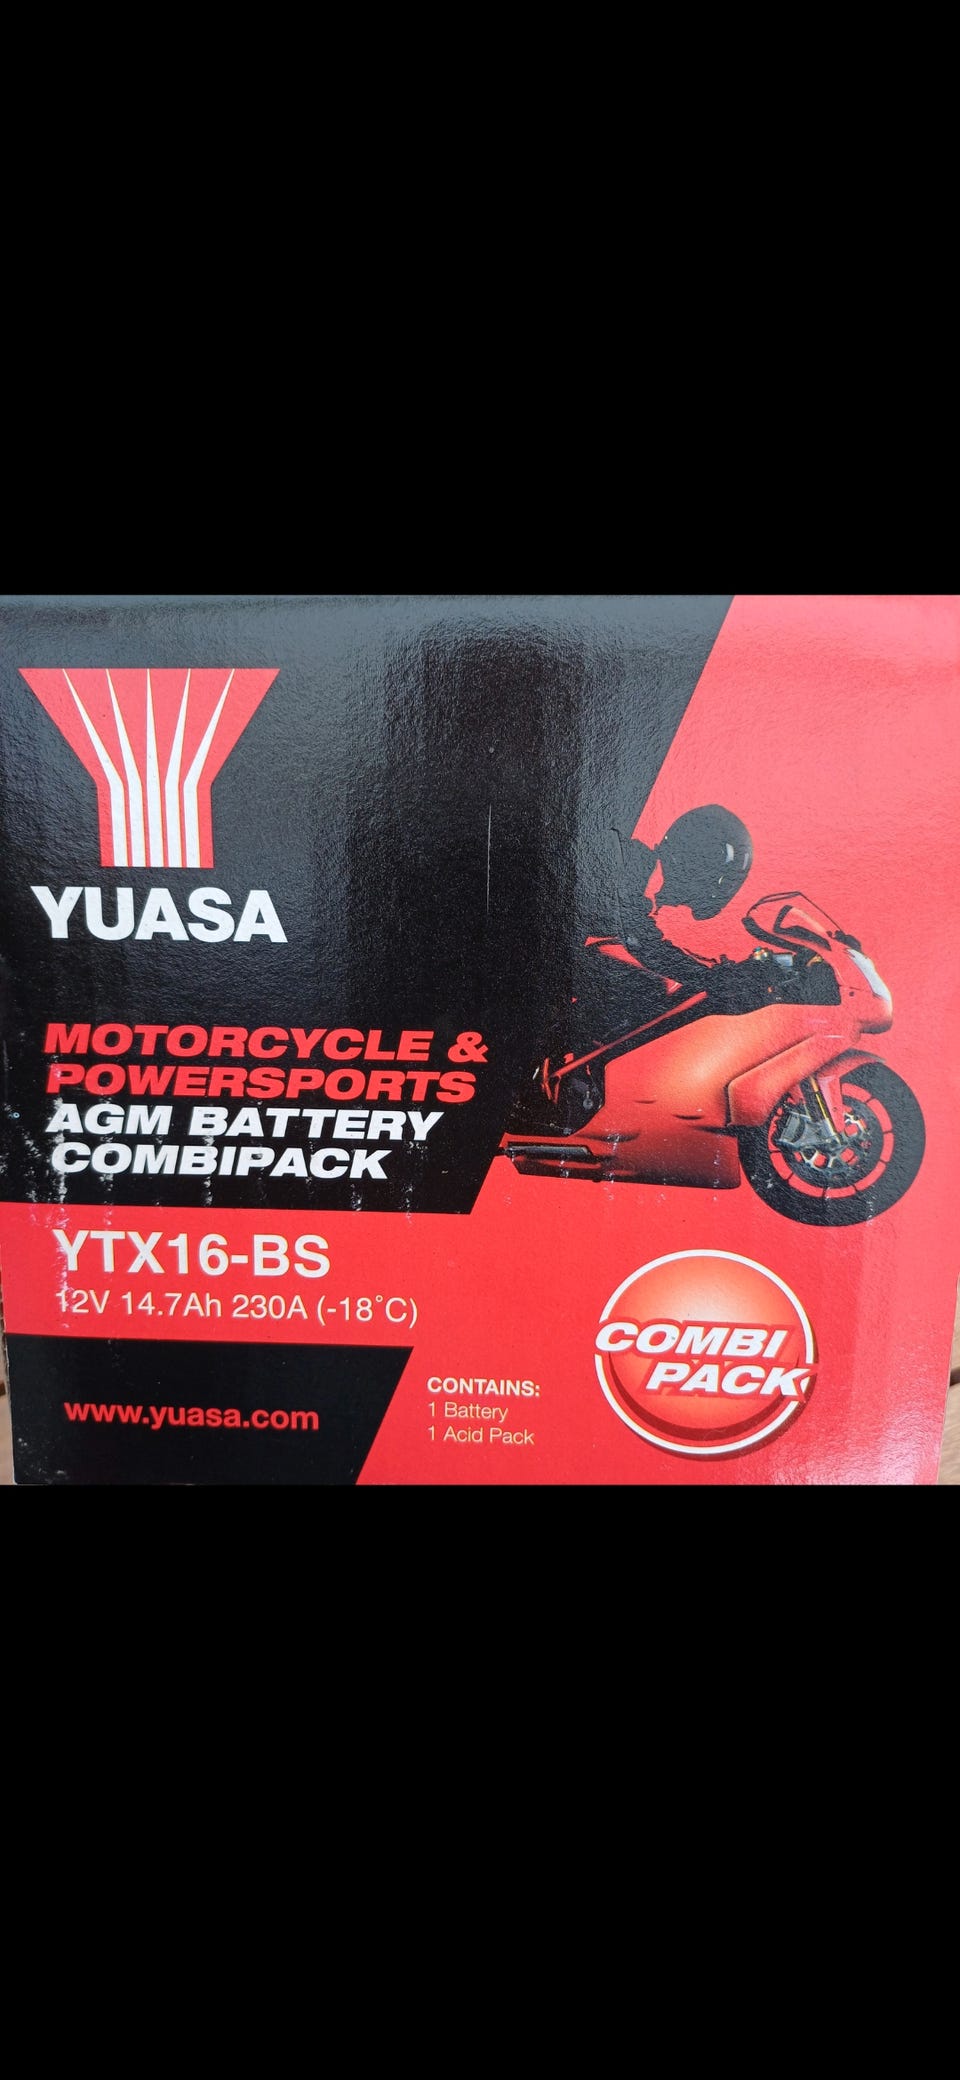 YUASA
MOTORCYCLE &
POWERSPORTS
AGM BATTERY
COMBIPACK
YTX16-BS
12V 14.7Ah 230A (-18°C)
www.yuasa.com
CONTAINS:
1 Battery
1 Acid Pack
COMBI
PACK